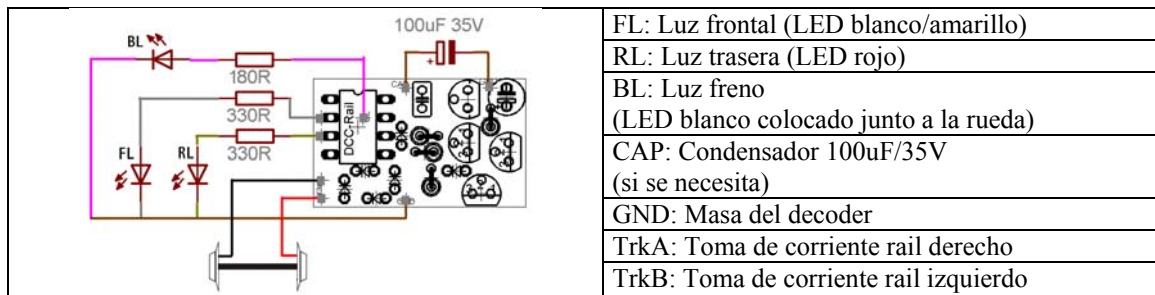 100uF 35V
BL
180R
330R
FL
RL
330R
DCC-Rail
+
FL: Luz frontal (LED blanco/amarillo)
RL: Luz trasera (LED rojo)
BL: Luz freno
(LED blanco colocado junto a la rueda)
CAP: Condensador 100uF/35V
(si se necesita)
GND: Masa del decoder
TrkA: Toma de corriente rail derecho
TrkB: Toma de corriente rail izquierdo